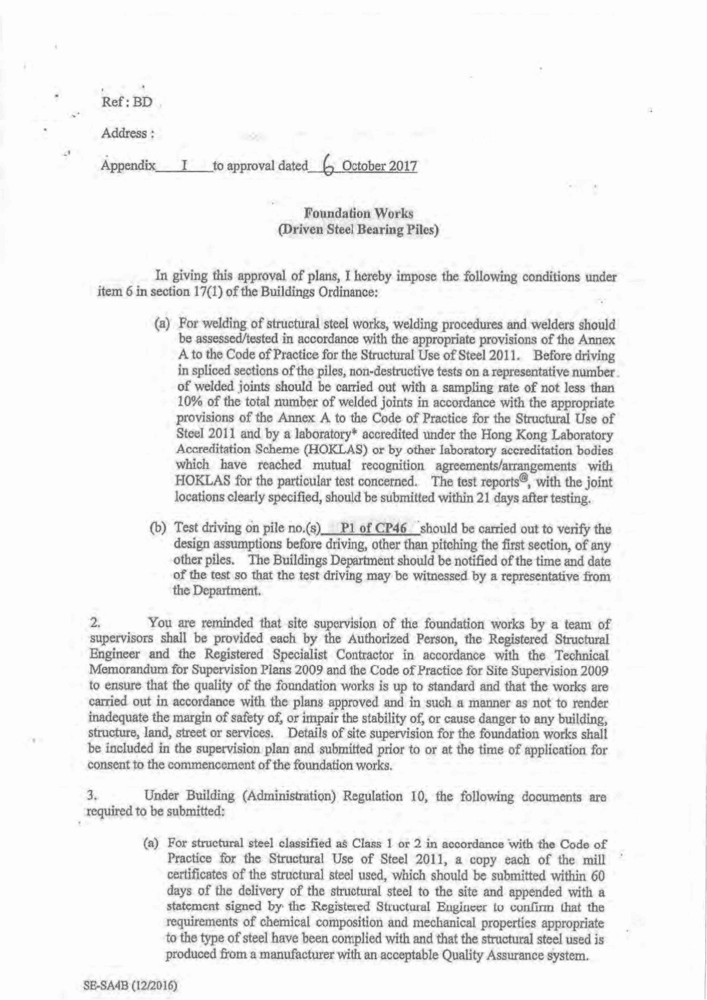 Ref : BD
Address :
Appendix I to approval dated 6 October 2017
Foundation Works
(Driven Steel Bearing Piles)
In giving this approval of plans, I hereby impose the following conditions under
item 6 in section 17(1) of the Buildings Ordinance:
(a) For welding of structural steel works, welding procedures and welders should
be assessed/tested in accordance with the appropriate provisions of the Annex
A to the Code of Practice for the Structural Use of Steel 2011. Before driving
in spliced sections of the piles, non-destructive tests on a representative number
of welded joints should be carried out with a sampling rate of not less than
10% of the total number of welded joints in accordance with the appropriate
provisions of the Annex A to the Code of Practice for the Structural Use of
Steel 2011 and by a laboratory* accredited under the Hong Kong Laboratory
Accreditation Scheme (HOKLAS) or by other laboratory accreditation bodies
which have reached mutual recognition agreements/arrangements with
HOKLAS for the particular test concerned. The test reports@, with the joint
locations clearly specified, should be submitted within 21 days after testing.
(b) Test driving on pile no.(s) P1 of CP46 should be carried out to verify the
design assumptions before driving, other than pitching the first section, of any
other piles. The Buildings Department should be notified of the time and date
of the test so that the test driving may be witnessed by a representative from
the Department.
2. You are reminded that site supervision of the foundation works by a team of
supervisors shall be provided each by the Authorized Person, the Registered Structural
Engineer and the Registered Specialist Contractor in accordance with the Technical
Memorandum for Supervision Plans 2009 and the Code of Practice for Site Supervision 2009
to ensure that the quality of the foundation works is up to standard and that the works are
carried out in accordance with the plans approved and in such a manner as not to render
inadequate the margin of safety of, or impair the stability of, or cause danger to any building,
structure, land, street or services. Details of site supervision for the foundation works shall
be included in the supervision plan and submitted prior to or at the time of application for
consent to the commencement of the foundation works.
3. Under Building (Administration) Regulation 10, the following documents are
required to be submitted:
(a) For structural steel classified as Class 1 or 2 in accordance with the Code of
Practice for the Structural Use of Steel 2011, a copy each of the mill
certificates of the structural steel used, which should be submitted within 60
days of the delivery of the structural steel to the site and appended with a
statement signed by the Registered Structural Engineer to confirm that the
requirements of chemical composition and mechanical properties appropriate
to the type of steel have been complied with and that the structural steel used is
produced from a manufacturer with an acceptable Quality Assurance system.
SE-SA4B (12/2016)